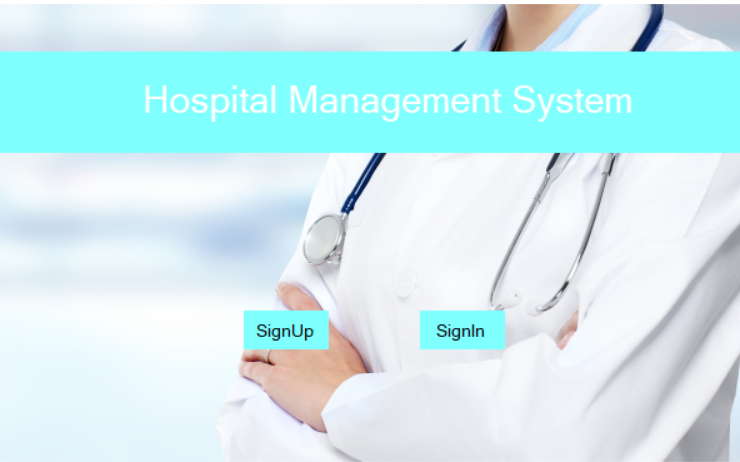 Hospital Management System
SignUp
SignIn